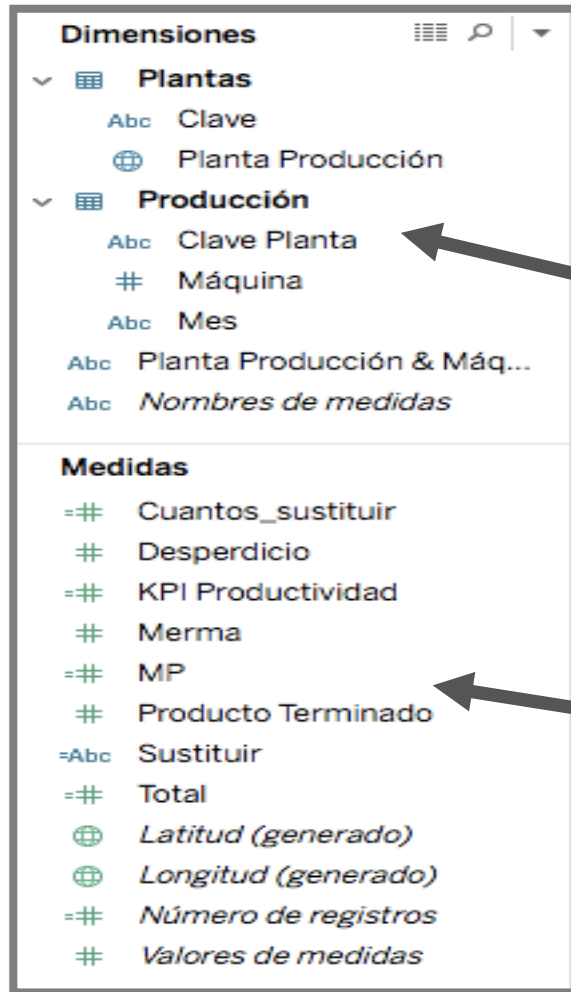 Dimensiones
Plantas
Abc Clave
Planta Producción
Producción
Abc Clave Planta
# Máquina
Abc Mes
Abc Planta Producción & Máq...
Abc Nombres de medidas
Medidas
=# Cuantos_sustituir
# Desperdicio
=# KPI Productividad
# Merma
=# MP
# Producto Terminado
=Abc Sustituir
=# Total
Latitud (generado)
Longitud (generado)
=# Número de registros
# Valores de medidas